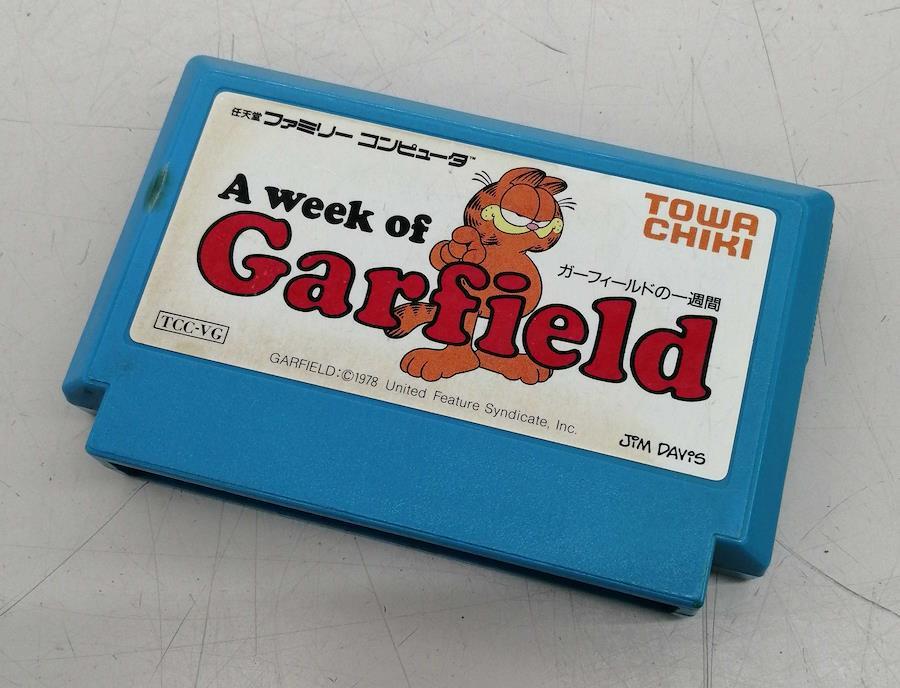 任天堂 ファミリー コンピュータ™
TOWA
CHIKI
A week of
Garfield
ガーフィールドの一週間
TCC-VG
GARFIELD:©1978 United Feature Syndicate, Inc.
JIM DAVIS